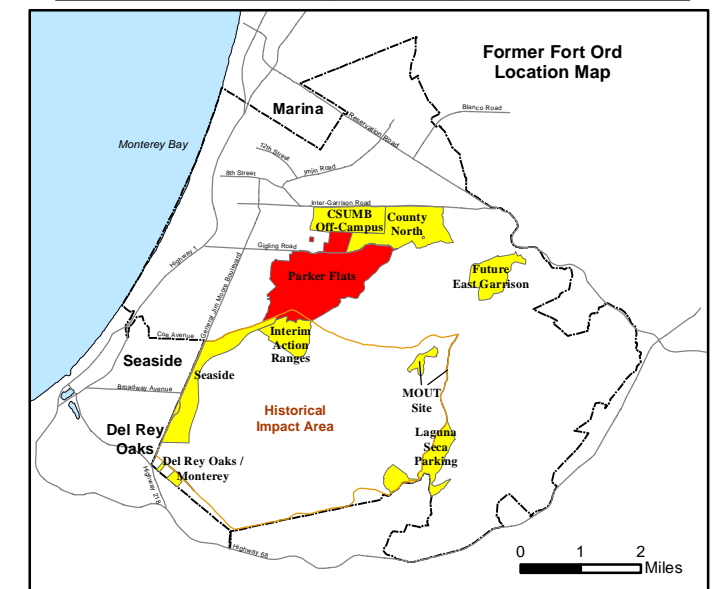 Former Fort Ord
Location Map
Marina
Blanco Road
Reservation Road
Monterey Bay
12th Street
Imjin Road
8th Street
Inter-Garrison Road
CSUMB
Off-Campus
County
North
Gigling Road
Highway 1
General Jim Moore Boulevard
Parker Flats
Future
East Garrison
Coe Avenue
Interim
Action
Ranges
Seaside
Seaside
Broadway Avenue
MOUT
Site
Historical
Impact Area
Del Rey
Oaks
Laguna
Seca
Parking
Del Rey Oaks /
Monterey
Highway 218
Highway 68
0 1 2
Miles